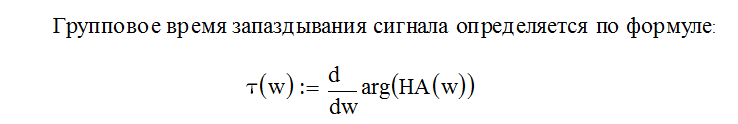 Групповое время запаздывания сигнала определяется по формуле:
τ(w) := d/dw arg(HA(w))